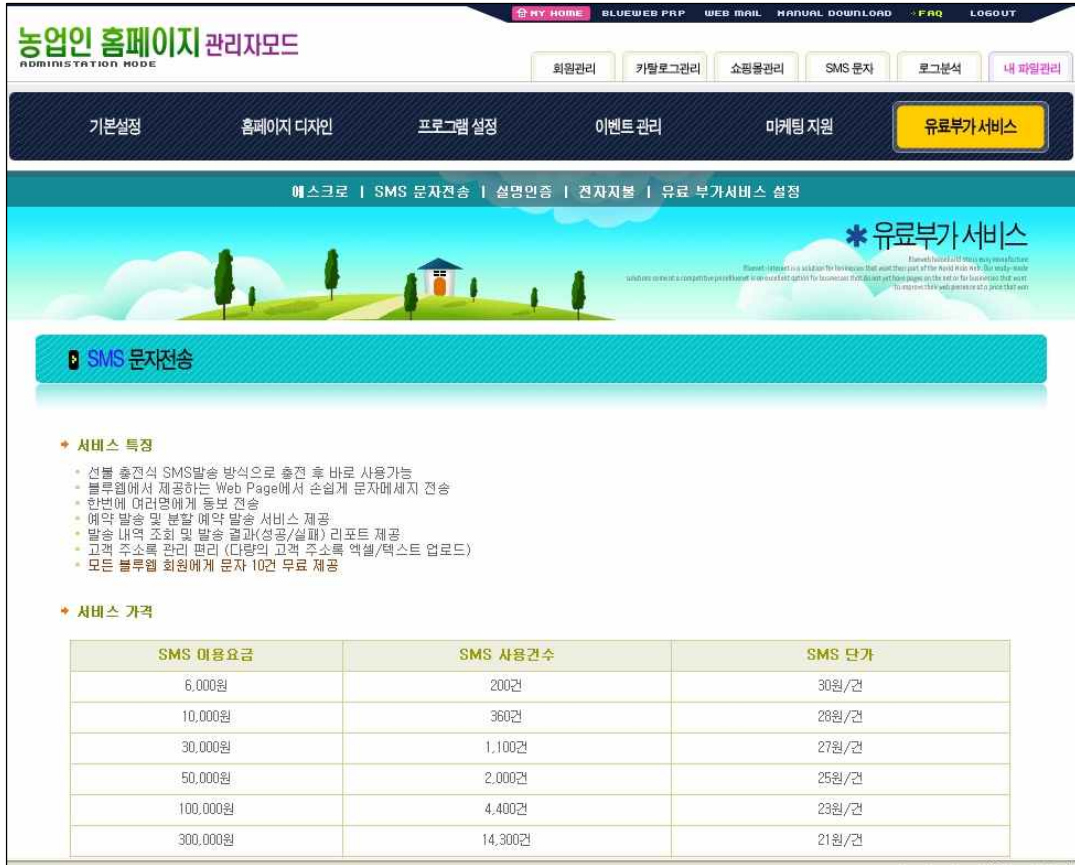 MY HOME BLUEWEB PRP WEB MAIL MANUAL DOWNLOAD FAQ LOGOUT
농업인 홈페이지 관리자모드
ADMINISTATION MODE
회원관리 카탈로그관리 쇼핑몰관리 SMS 문자 로그분석 내 파일관리
기본설정 홈페이지 디자인 프로그램 설정 이벤트 관리 마케팅 지원 유료부가 서비스
에스크로 | SMS 문자전송 | 실명인증 | 전자지불 | 유료 부가서비스 설정
유료부가 서비스
SMS 문자전송
서비스 특징
선불 충전식 SMS발송 방식으로 충전 후 바로 사용가능
블루웹에서 제공하는 Web Page에서 손쉽게 문자메세지 전송
한번에 여러명에게 동보 전송
예약 발송 및 분할 예약 발송 서비스 제공
발송 내역 조회 및 발송 결과(성공/실패) 리포트 제공
고객 주소록 관리 편리 (다량의 고객 주소록 엑셀/텍스트 업로드)
모든 블루웹 회원에게 문자 10건 무료 제공
서비스 가격
SMS 이용요금 SMS 사용건수 SMS 단가
6,000원 200건 30원/건
10,000원 360건 28원/건
30,000원 1,100건 27원/건
50,000원 2,000건 25원/건
100,000원 4,400건 23원/건
300,000원 14,300건 21원/건